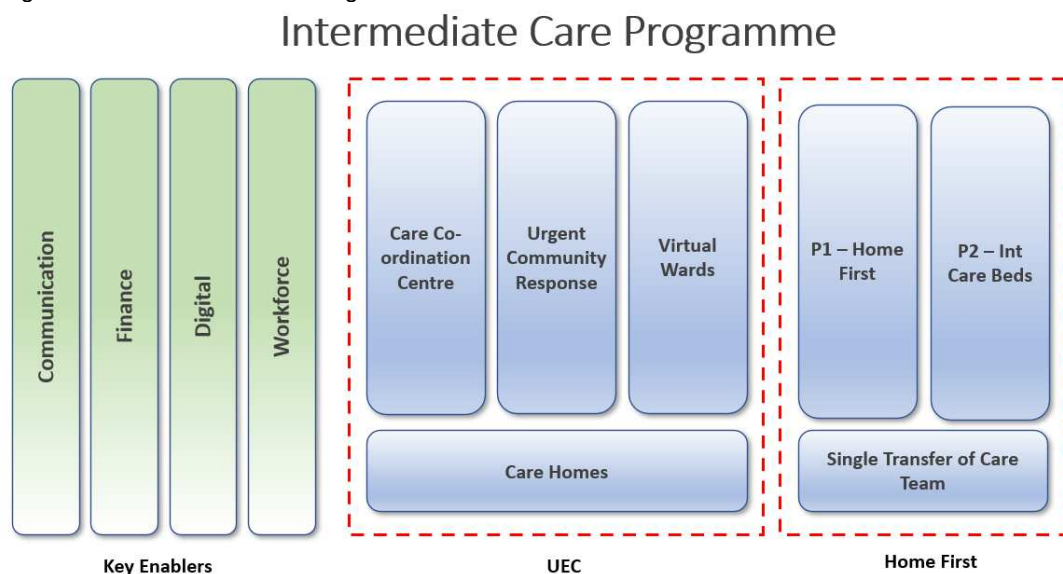 Intermediate Care Programme
Communication
Finance
Digital
Workforce
Key Enablers
Care Co-
ordination
Centre
Urgent
Community
Response
Virtual
Wards
Care Homes
UEC
P1 – Home
First
P2 – Int
Care Beds
Single Transfer of Care
Team
Home First